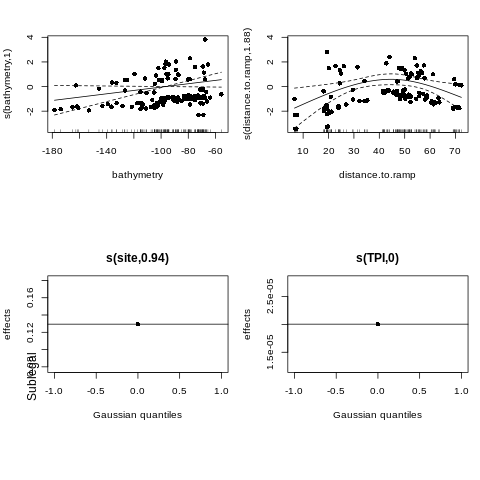 s(bathymetry,1)
4
2
0
-2
-180
-140
-100
-80
-60
bathymetry
s(distance.to.ramp,1.88)
4
2
0
-2
10
20
30
40
50
60
70
distance.to.ramp
s(site,0.94)
effects
0.16
0.12
Sublegal
-1.0
-0.5
0.0
0.5
1.0
Gaussian quantiles
s(TPI,0)
effects
2.5e-05
1.5e-05
-1.0
-0.5
0.0
0.5
1.0
Gaussian quantiles